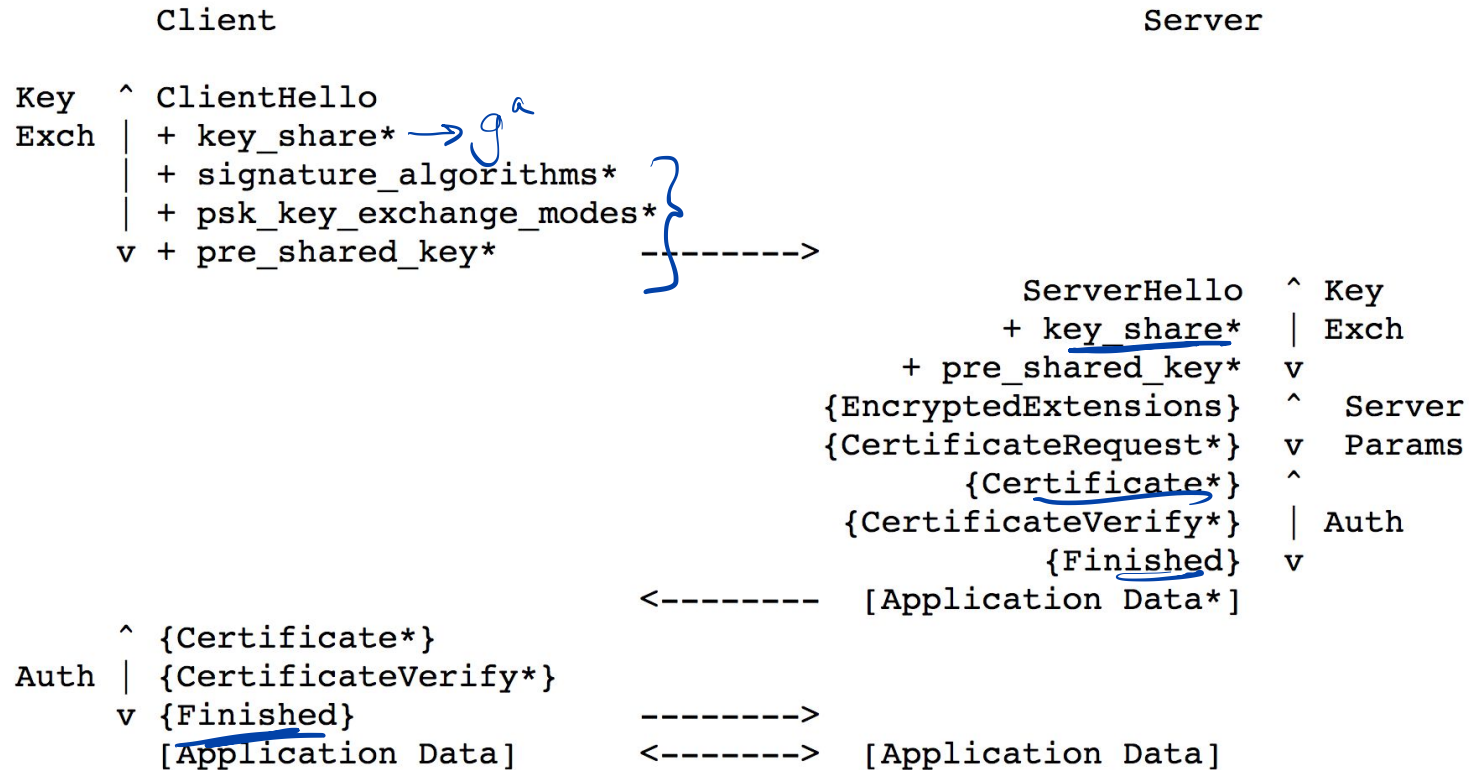 Client Server
Key ^ ClientHello
Exch | + key_share* → g^a
| + signature_algorithms*
| + psk_key_exchange_modes* }
v + pre_shared_key* -------->
ServerHello ^ Key
+ key_share* | Exch
+ pre_shared_key* v
{EncryptedExtensions} ^ Server
{CertificateRequest*} v Params
{Certificate*} ^
{CertificateVerify*} | Auth
{Finished} v
<-------- [Application Data*]
^ {Certificate*}
Auth | {CertificateVerify*}
v {Finished} -------->
[Application Data] <-------> [Application Data]